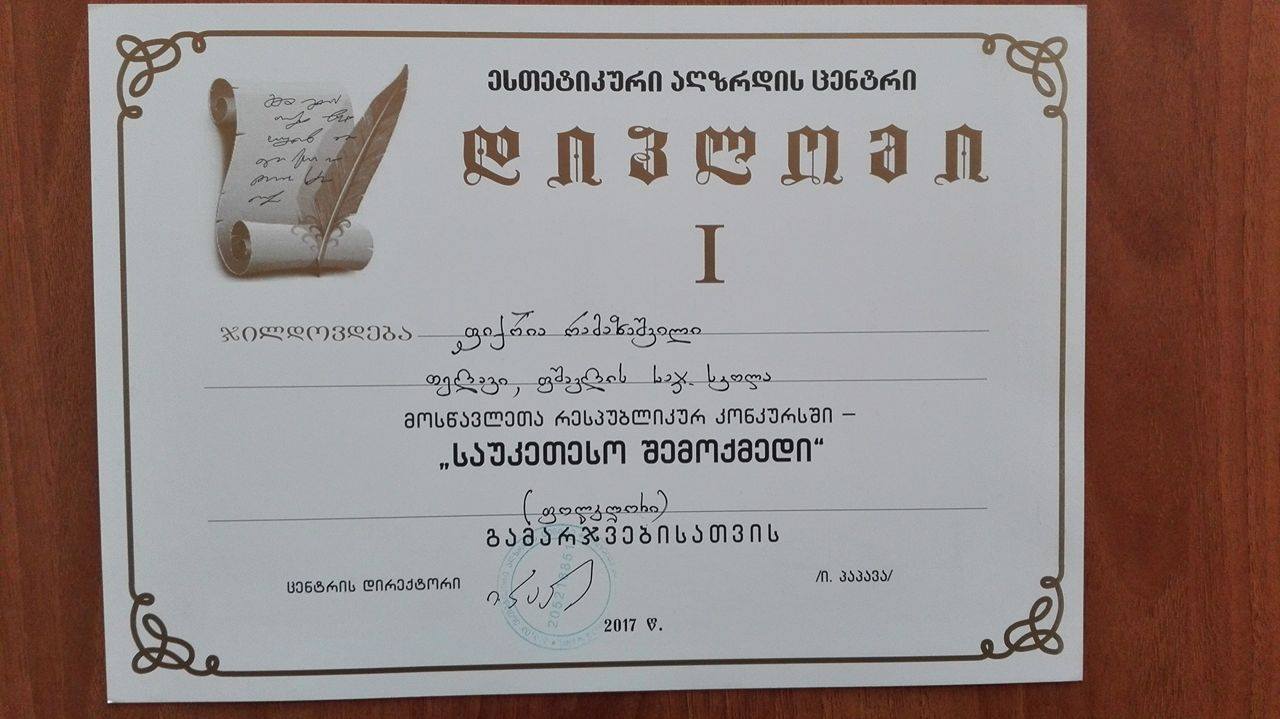 ესთეტიკური აღზრდის ცენტრი
დიპლომი
I
ჯილდოვდება ფიქრია რამაზაშვილი
თელავი, ფშავლის საჯ. სკოლა
მოსწავლეთა რესპუბლიკურ კონკურსში –
„საუკეთესო შემოქმედი“
(ფოლკლორი)
გამარჯვებისათვის
ცენტრის დირექტორი
/ი. პაპავა/
2017 წ.